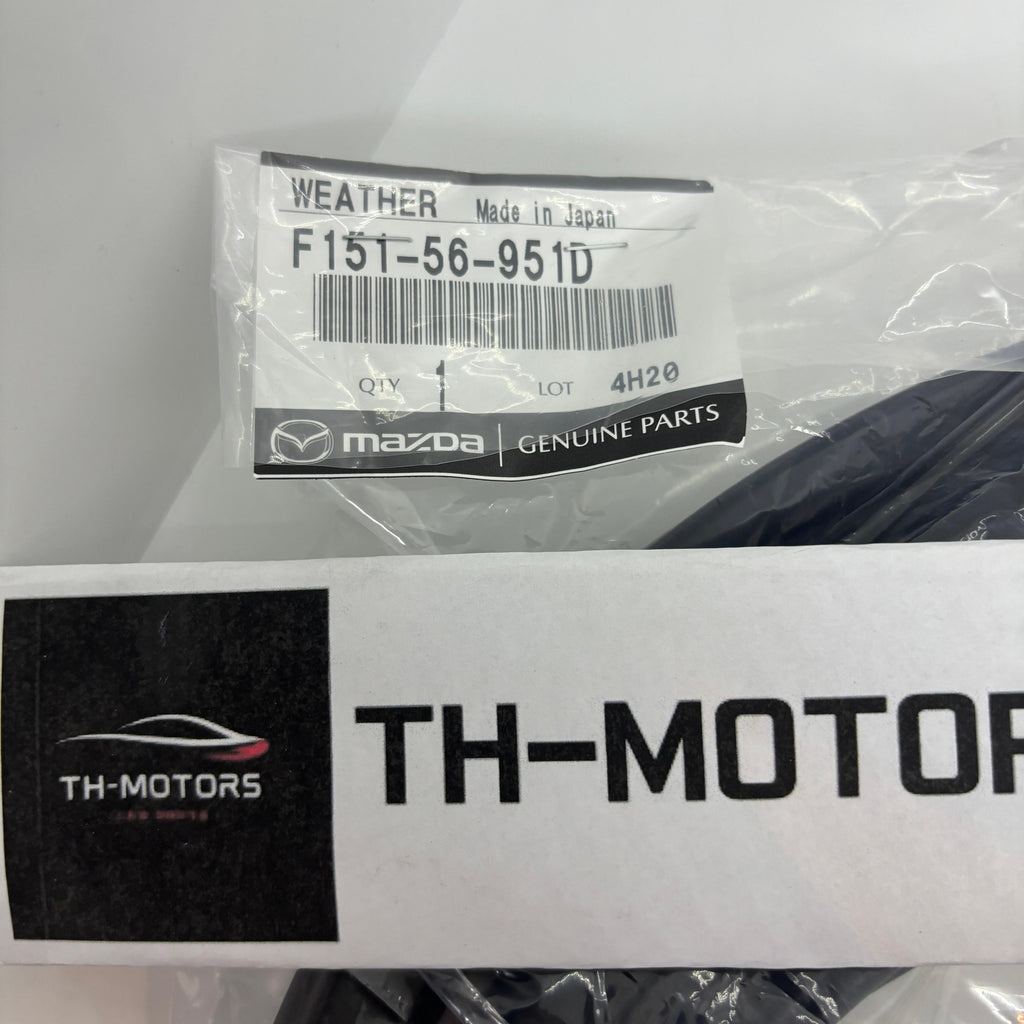 WEATHER Made in Japan
F151-56-951D
QTY 1 LOT 4H20
mazda GENUINE PARTS
TH-MOTORS
TH-MOTOR